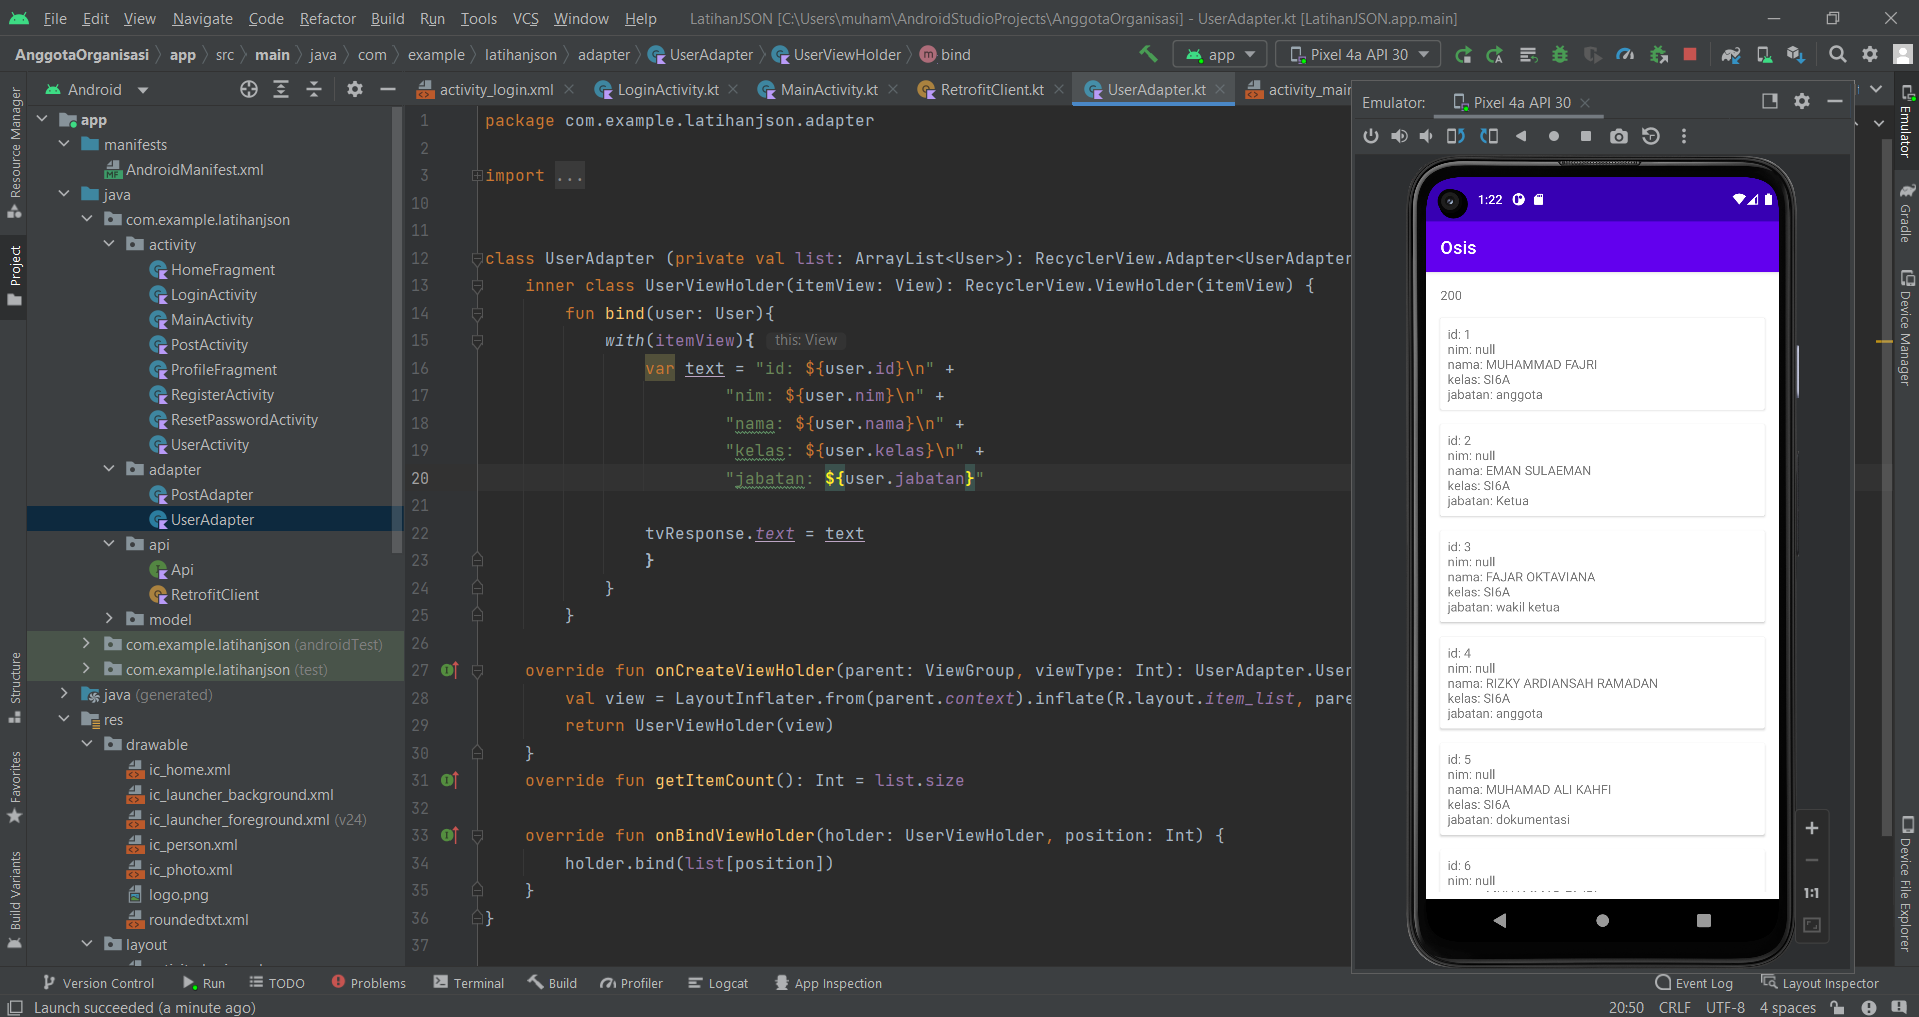 File Edit View Navigate Code Refactor Build Run Tools VCS Window Help LatihanJSON [C:\Users\muham\AndroidStudioProjects\AnggotaOrganisasi] - UserAdapter.kt [LatihanJSON.app.main]
AnggotaOrganisasi app src main java com example latihanjson adapter UserAdapter UserViewHolder bind app Pixel 4a API 30
Android
activity_login.xml LoginActivity.kt MainActivity.kt RetrofitClient.kt UserAdapter.kt activity_main
Resource Manager
Project
Structure
Favorites
Build Variants
app
manifests
AndroidManifest.xml
java
com.example.latihanjson
activity
HomeFragment
LoginActivity
MainActivity
PostActivity
ProfileFragment
RegisterActivity
ResetPasswordActivity
UserActivity
adapter
PostAdapter
UserAdapter
api
Api
RetrofitClient
model
com.example.latihanjson (androidTest)
com.example.latihanjson (test)
java (generated)
res
drawable
ic_home.xml
ic_launcher_background.xml
ic_launcher_foreground.xml (v24)
ic_person.xml
ic_photo.xml
logo.png
roundedtxt.xml
layout
1 package com.example.latihanjson.adapter
2
3 import ...
10
11
12 class UserAdapter (private val list: ArrayList<User>): RecyclerView.Adapter<UserAdapter
13 inner class UserViewHolder(itemView: View): RecyclerView.ViewHolder(itemView) {
14 fun bind(user: User){
15 with(itemView){ this: View
16 var text = "id: ${user.id}\n" +
17 "nim: ${user.nim}\n" +
18 "nama: ${user.nama}\n" +
19 "kelas: ${user.kelas}\n" +
20 "jabatan: ${user.jabatan}"
21
22 tvResponse.text = text
23 }
24 }
25 }
26
27 override fun onCreateViewHolder(parent: ViewGroup, viewType: Int): UserAdapter.User
28 val view = LayoutInflater.from(parent.context).inflate(R.layout.item_list, pare
29 return UserViewHolder(view)
30 }
31 override fun getItemCount(): Int = list.size
32
33 override fun onBindViewHolder(holder: UserViewHolder, position: Int) {
34 holder.bind(list[position])
35 }
36 }
37
Emulator: Pixel 4a API 30
1:22
Osis
200
id: 1
nim: null
nama: MUHAMMAD FAJRI
kelas: SI6A
jabatan: anggota
id: 2
nim: null
nama: EMAN SULAEMAN
kelas: SI6A
jabatan: Ketua
id: 3
nim: null
nama: FAJAR OKTAVIANA
kelas: SI6A
jabatan: wakil ketua
id: 4
nim: null
nama: RIZKY ARDIANSAH RAMADAN
kelas: SI6A
jabatan: anggota
id: 5
nim: null
nama: MUHAMAD ALI KAHFI
kelas: SI6A
jabatan: dokumentasi
id: 6
nim: null
1:1
Emulator
Gradle
Device Manager
Device File Explorer
Version Control Run TODO Problems Terminal Build Profiler Logcat App Inspection Event Log Layout Inspector
Launch succeeded (a minute ago) 20:50 CRLF UTF-8 4 spaces